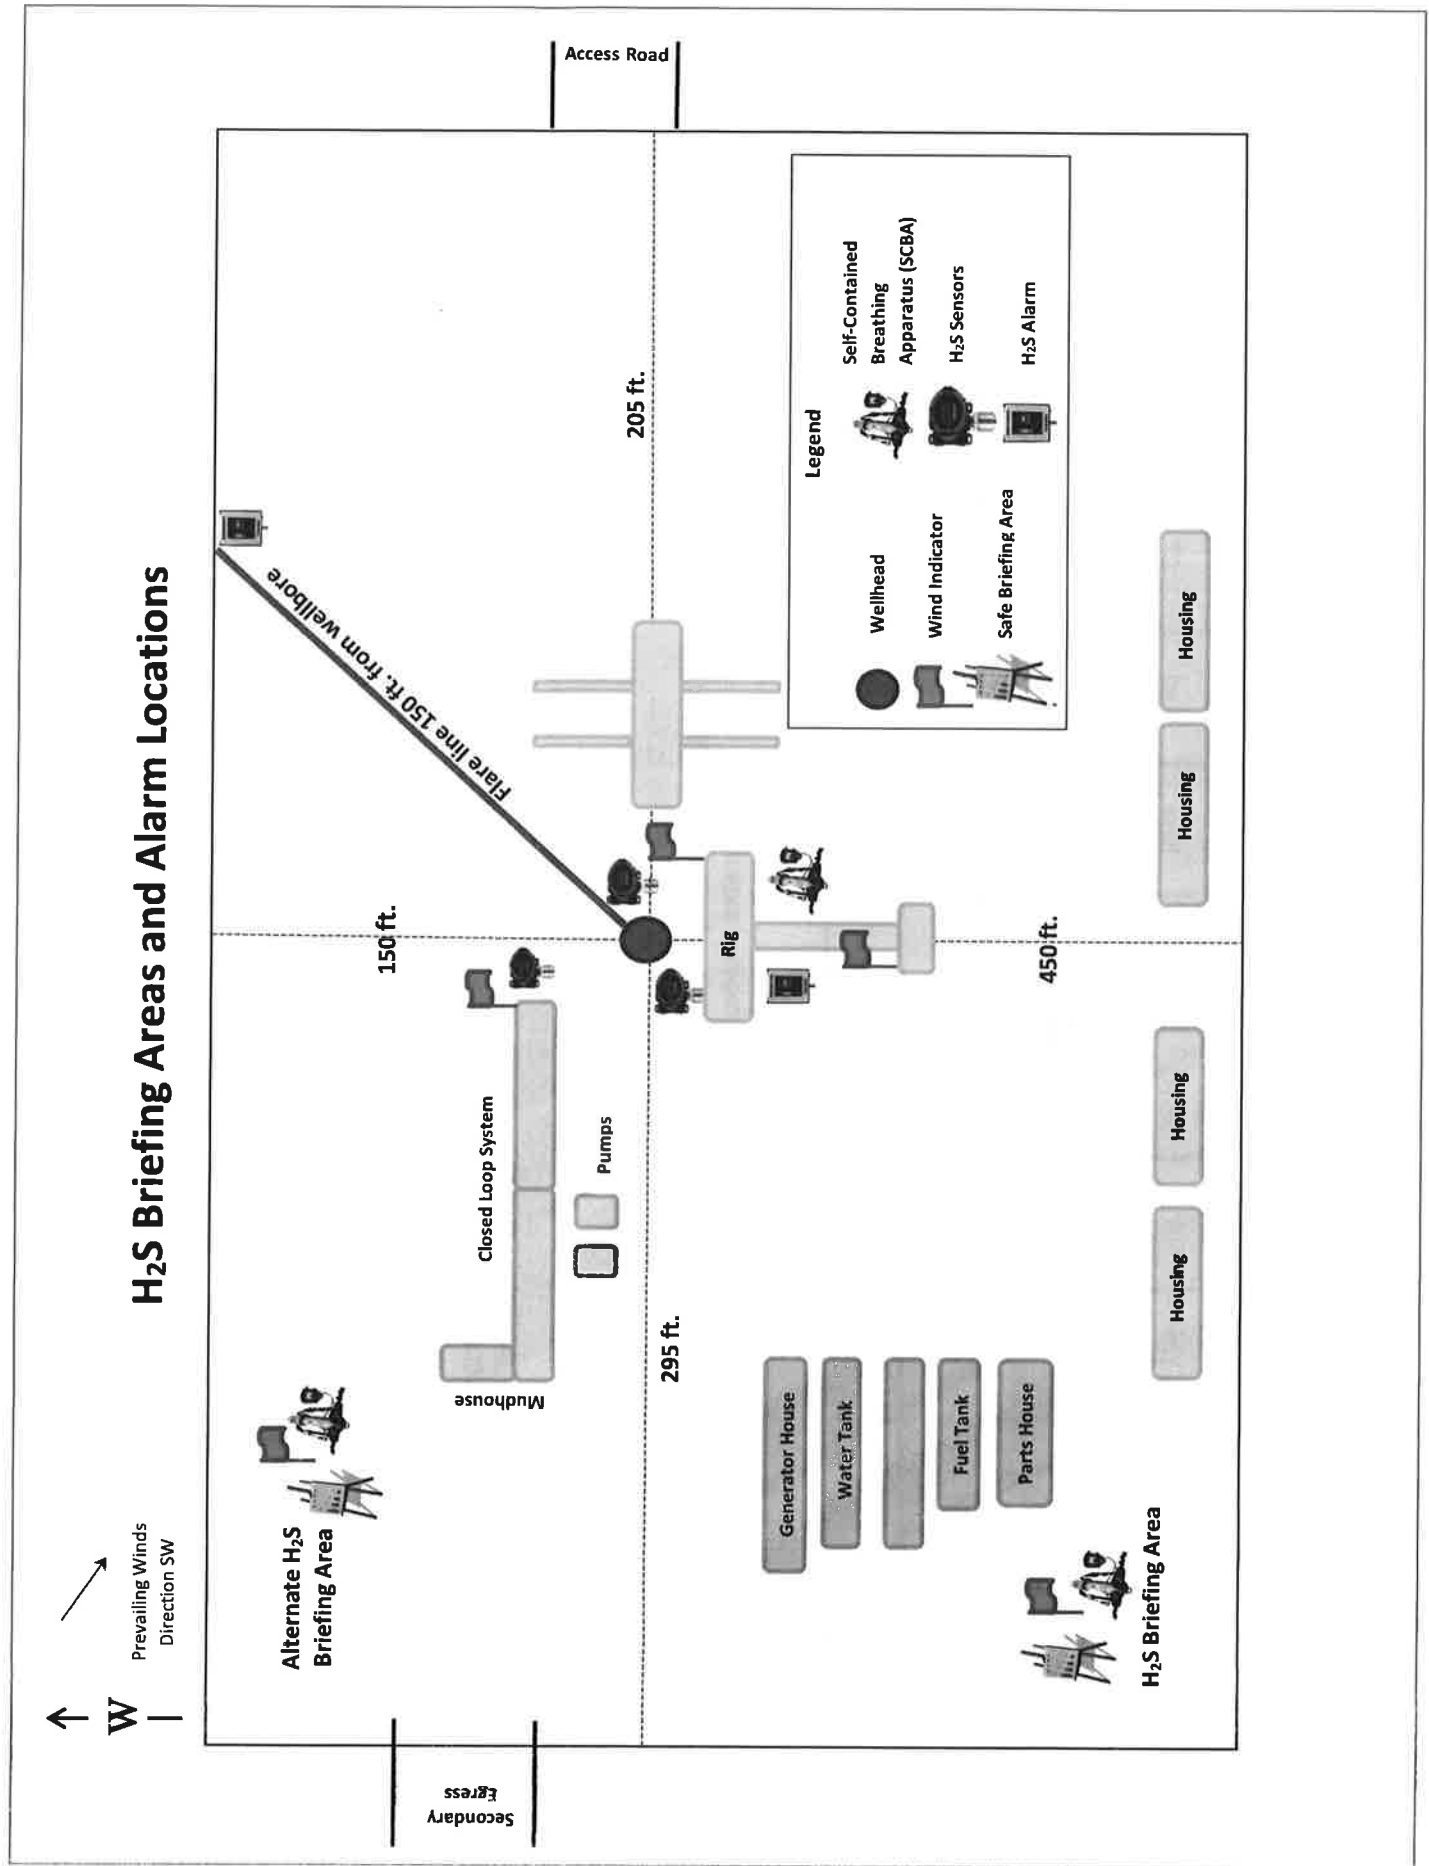 H₂S Briefing Areas and Alarm Locations
W
Prevailing Winds
Direction SW
Alternate H₂S
Briefing Area
Secondary
Egress
Access Road
150 ft.
Flare line 150 ft. from wellbore
205 ft.
Closed Loop System
Mudhouse
Pumps
295 ft.
Rig
450 ft.
Generator House
Water Tank
Fuel Tank
Parts House
H₂S Briefing Area
Housing
Housing
Housing
Housing
Legend
Wellhead
Wind Indicator
Safe Briefing Area
Self-Contained
Breathing
Apparatus (SCBA)
H₂S Sensors
H₂S Alarm